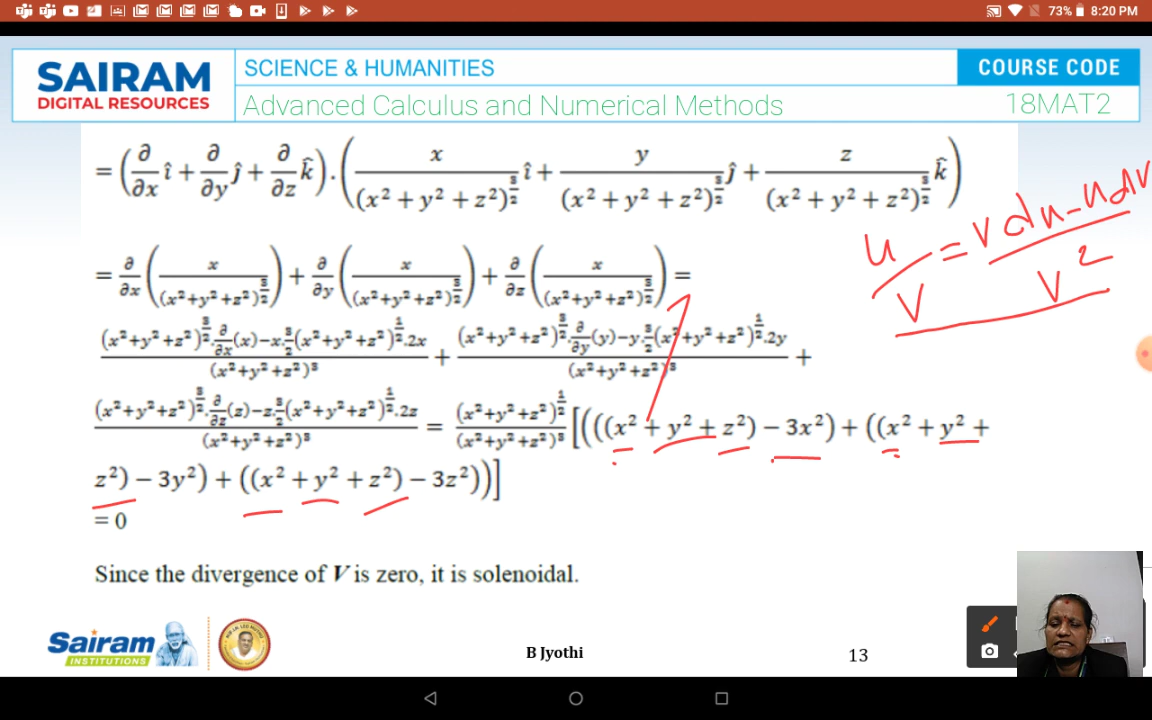 73% 8:20 PM
SAIRAM
DIGITAL RESOURCES
SCIENCE & HUMANITIES
COURSE CODE
Advanced Calculus and Numerical Methods
18MAT2
= (∂/∂x î + ∂/∂y ĵ + ∂/∂z k̂) . (x/(x² + y² + z²)^(3/2) î + y/(x² + y² + z²)^(3/2) ĵ + z/(x² + y² + z²)^(3/2) k̂)
u/v = v du - u dv / v²
= ∂/∂x (x/(x²+y²+z²)^(3/2)) + ∂/∂y (x/(x²+y²+z²)^(3/2)) + ∂/∂z (x/(x²+y²+z²)^(3/2)) =
((x²+y²+z²)^(3/2) . ∂/∂x (x) − x . 3/2 (x²+y²+z²)^(1/2) . 2x)/(x²+y²+z²)³ + ((x²+y²+z²)^(3/2) . ∂/∂y (y) − y . 3/2 (x²+y²+z²)^(1/2) . 2y)/(x²+y²+z²)³ +
((x²+y²+z²)^(3/2) . ∂/∂z (z) − z . 3/2 (x²+y²+z²)^(1/2) . 2z)/(x²+y²+z²)³ = (x²+y²+z²)^(1/2)/(x²+y²+z²)³ [(((x² + y² + z²) − 3x²) + ((x² + y² +
z²) − 3y²) + ((x² + y² + z²) − 3z²))]
= 0
Since the divergence of V is zero, it is solenoidal.
Sairam
INSTITUTIONS
B Jyothi
13